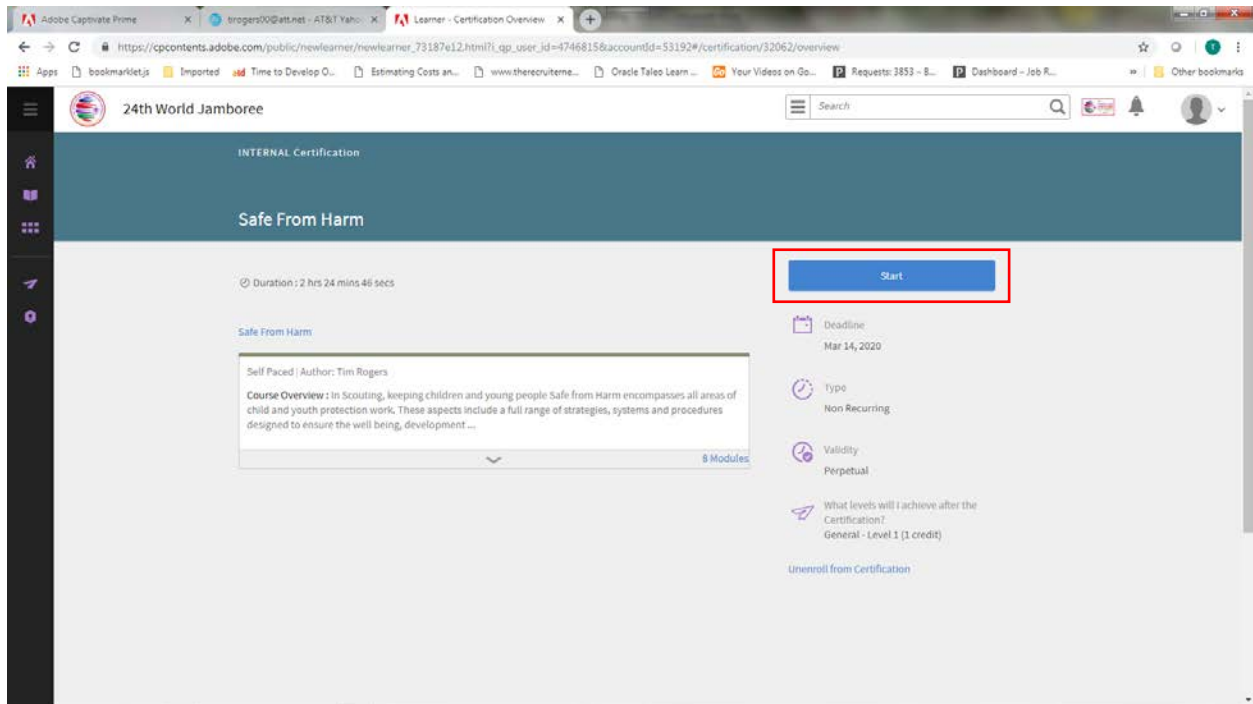 Adobe Captivate Prime
tirogers00@att.net - AT&T Yaho
Learner - Certification Overview
https://cpcontents.adobe.com/public/newlearner/newlearner_73187e12.html?i_qp_user_id=4746815&accountId=53192#/certification/32062/overview
Apps
bookmarklet.js
Imported
Time to Develop O...
Estimating Costs an...
www.therecruiterne...
Oracle Taleo Learn ...
Your Videos on Go...
Requests: 3853 – B...
Dashboard – Job R...
Other bookmarks
24th World Jamboree
Search
INTERNAL Certification
Safe From Harm
Duration : 2 hrs 24 mins 46 secs
Start
Safe From Harm
Self Paced | Author: Tim Rogers
Course Overview : In Scouting, keeping children and young people Safe from Harm encompasses all areas of
child and youth protection work. These aspects include a full range of strategies, systems and procedures
designed to ensure the well being, development ...
8 Modules
Deadline
Mar 14, 2020
Type
Non Recurring
Validity
Perpetual
What levels will I achieve after the
Certification?
General - Level 1 (1 credit)
Unenroll from Certification